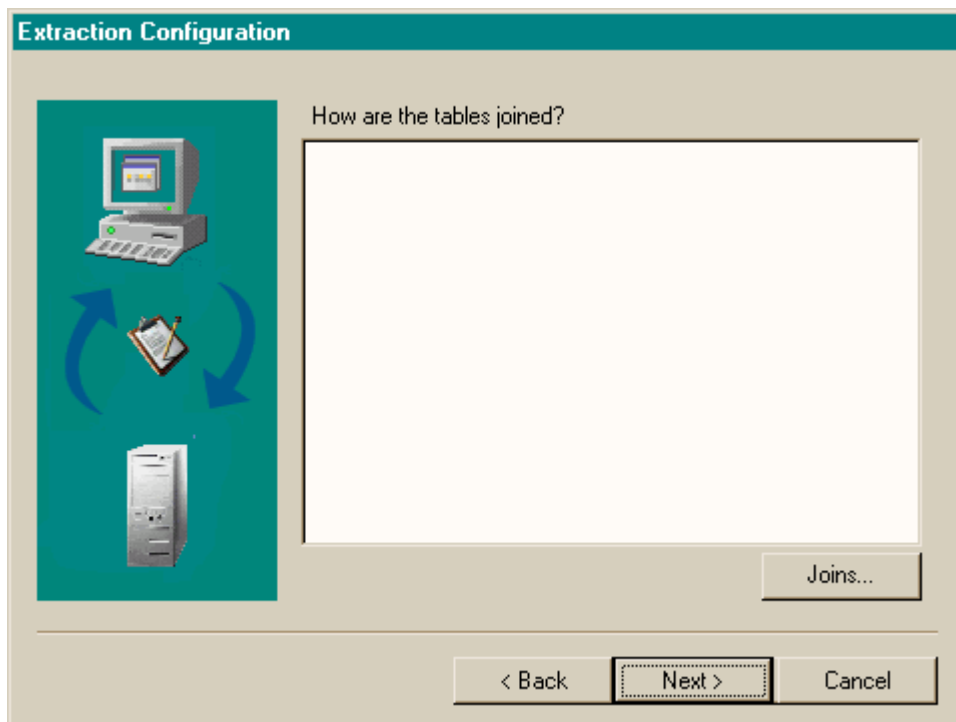 Extraction Configuration
How are the tables joined?
Joins...
< Back
Next >
Cancel